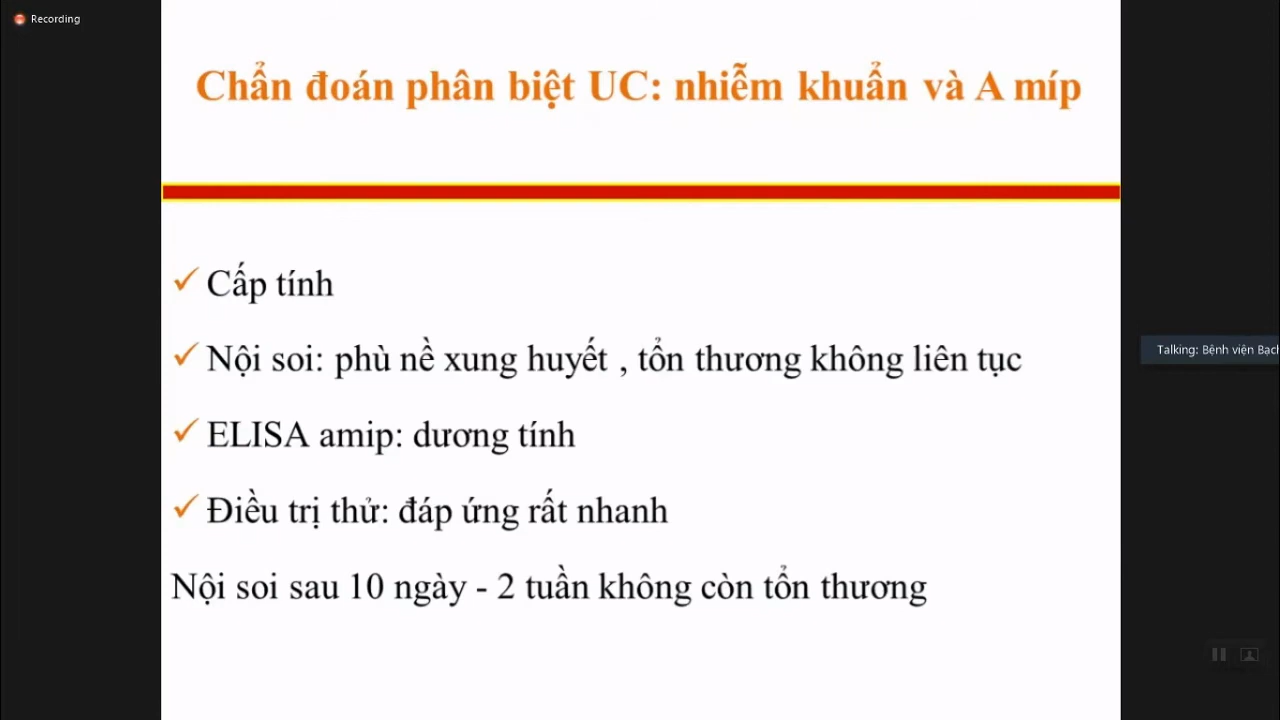 Recording
Chẩn đoán phân biệt UC: nhiễm khuẩn và A míp
Cấp tính
Nội soi: phù nề xung huyết , tổn thương không liên tục
Talking: Bệnh viện Bạch
ELISA amip: dương tính
Điều trị thử: đáp ứng rất nhanh
Nội soi sau 10 ngày - 2 tuần không còn tổn thương